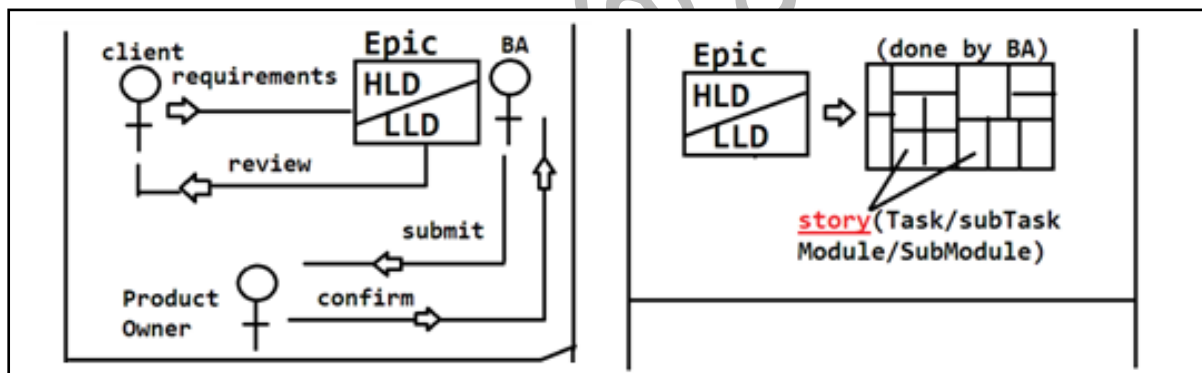 client
requirements
Epic
HLD
LLD
BA
review
submit
Product
Owner
confirm
Epic
HLD
LLD
(done by BA)
story(Task/subTask
Module/SubModule)